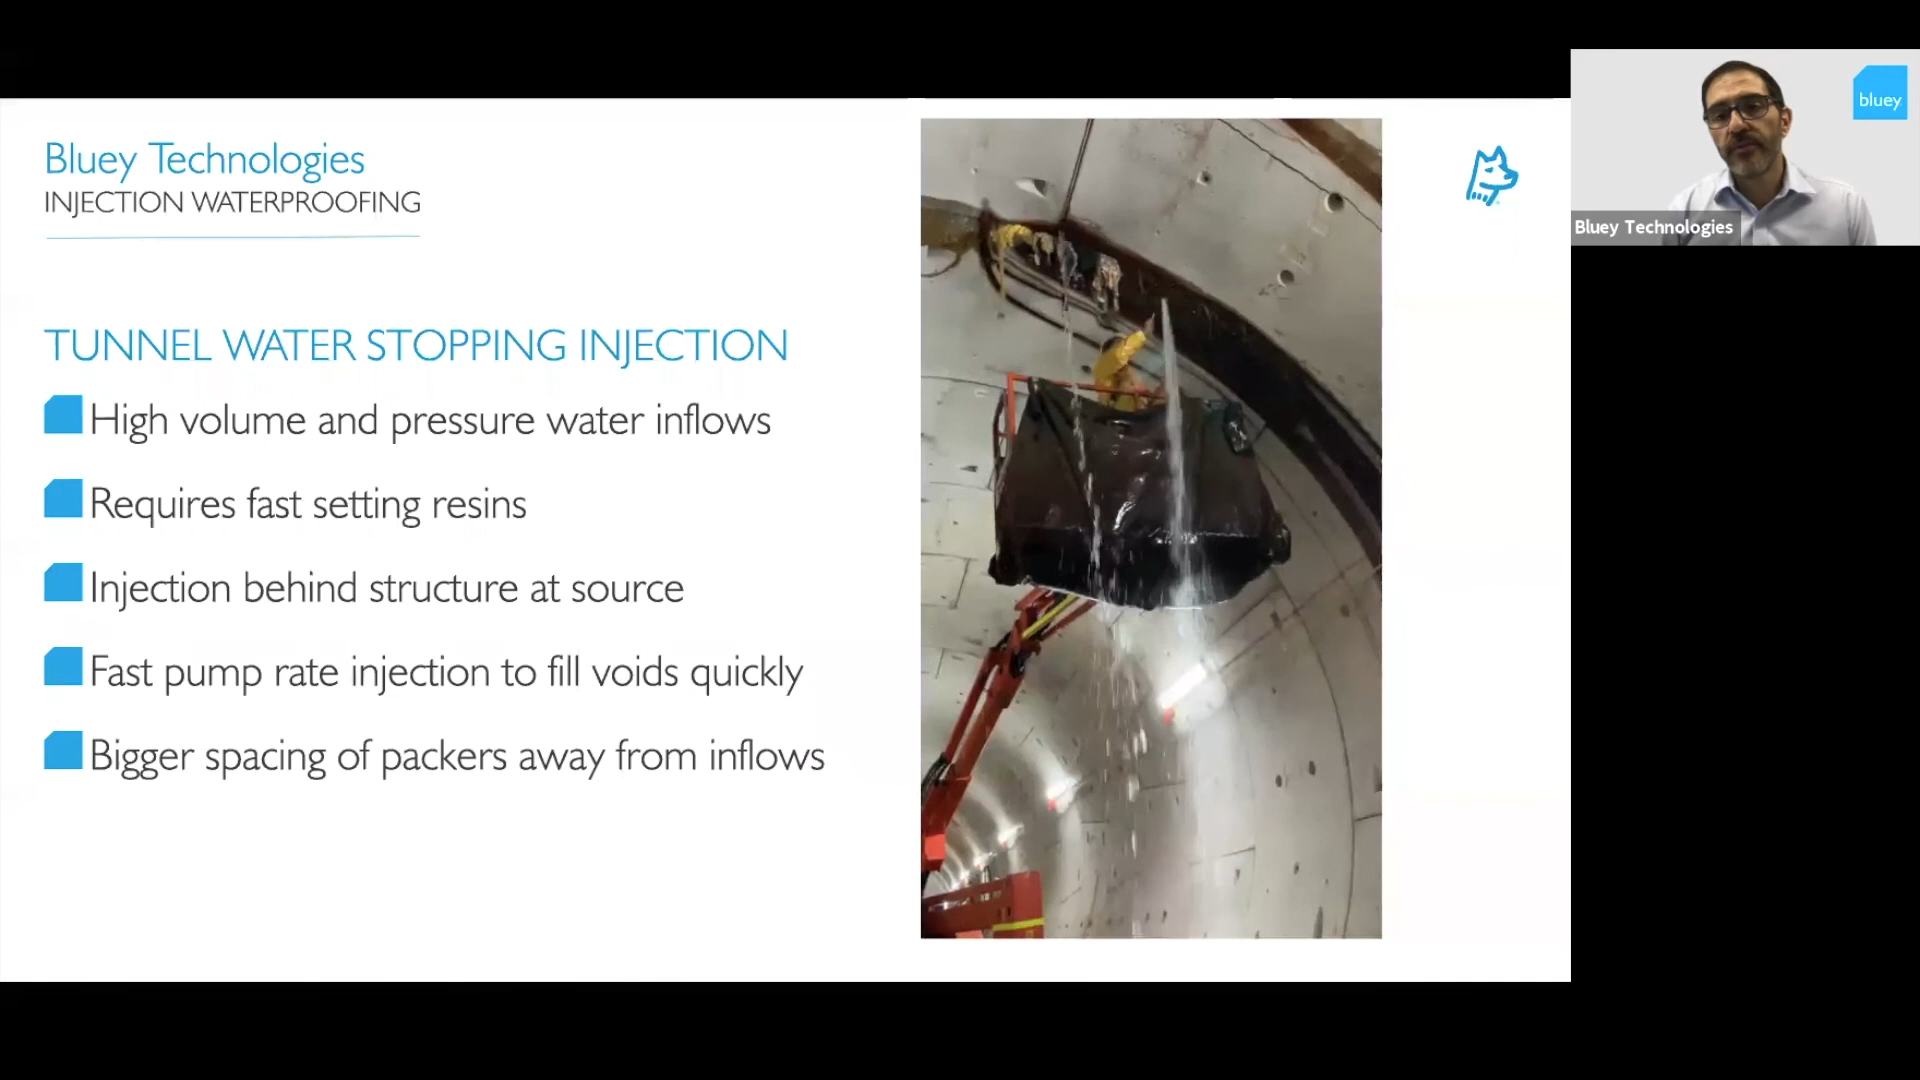 Bluey Technologies
INJECTION WATERPROOFING
TUNNEL WATER STOPPING INJECTION
High volume and pressure water inflows
Requires fast setting resins
Injection behind structure at source
Fast pump rate injection to fill voids quickly
Bigger spacing of packers away from inflows
bluey
Bluey Technologies